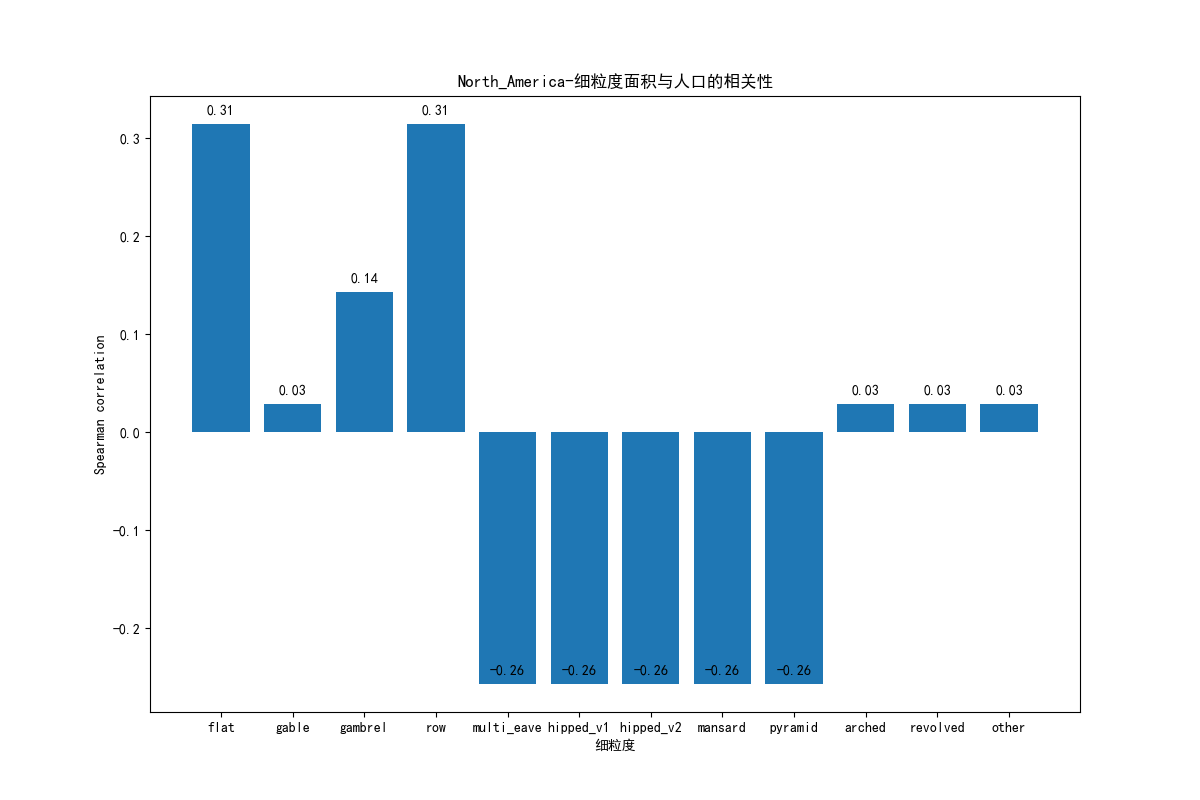 North_America-细粒度面积与人口的相关性
0.31
0.31
0.3
0.2
0.14
0.1
0.03
0.03
0.03
0.03
Spearman correlation
0.0
-0.1
-0.2
-0.26
-0.26
-0.26
-0.26
-0.26
flat
gable
gambrel
row
multi_eave
hipped_v1
hipped_v2
mansard
pyramid
arched
revolved
other
细粒度